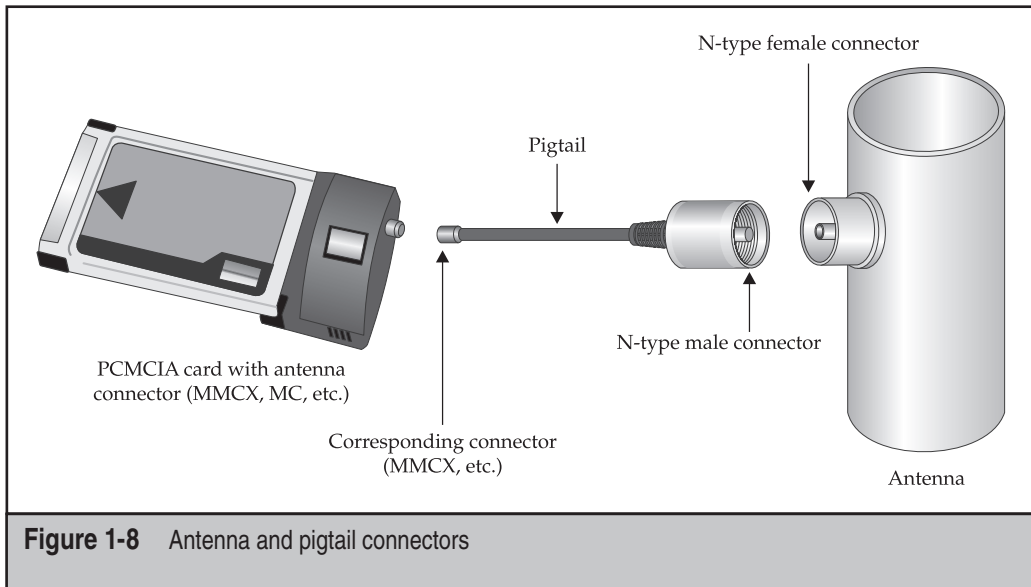 N-type female connector
Pigtail
N-type male connector
PCMCIA card with antenna
connector (MMCX, MC, etc.)
Corresponding connector
(MMCX, etc.)
Antenna
Figure 1-8 Antenna and pigtail connectors